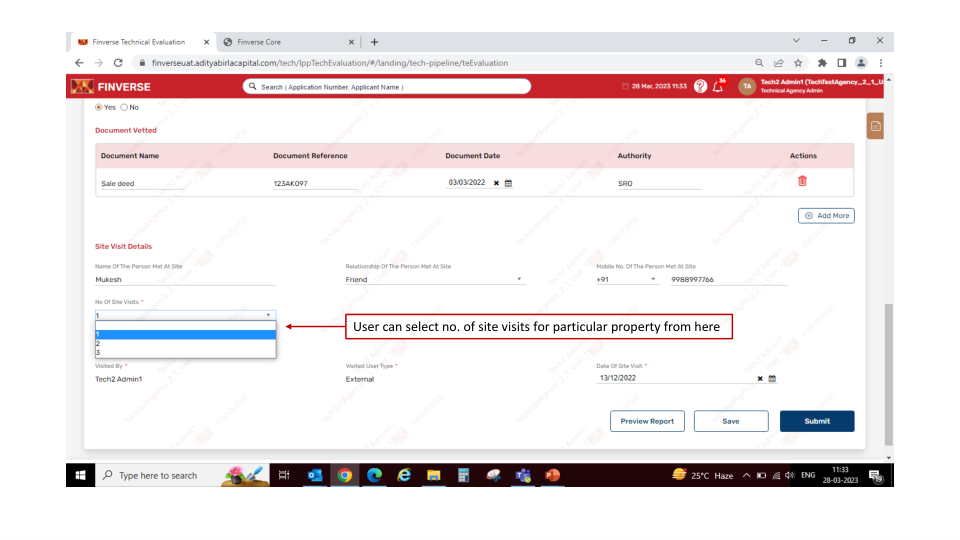 Finverse Technical Evaluation
Finverse Core
finverseuat.adityabirlacapital.com/tech/lppTechEvaluation/#/landing/tech-pipeline/teEvaluation
FINVERSE
Search ( Application Number, Applicant Name )
28 Mar, 2023 11:33
36
TA
Tech2 Admin1 (TechTestAgency_2_1_U
Technical Agency Admin
Yes No
Document Vetted
Document Name Document Reference Document Date Authority Actions
Sale deed 123AK097 03/03/2022 SRO
Add More
Site Visit Details
Name Of The Person Met At Site Relationship Of The Person Met At Site Mobile No. Of The Person Met At Site
Mukesh Friend +91 9988997766
No Of Site Visits *
1
1
2
3
User can select no. of site visits for particular property from here
Visited By * Visited User Type * Date Of Site Visit *
Tech2 Admin1 External 13/12/2022
Preview Report Save Submit
Type here to search
25°C Haze
ENG
11:33
28-03-2023